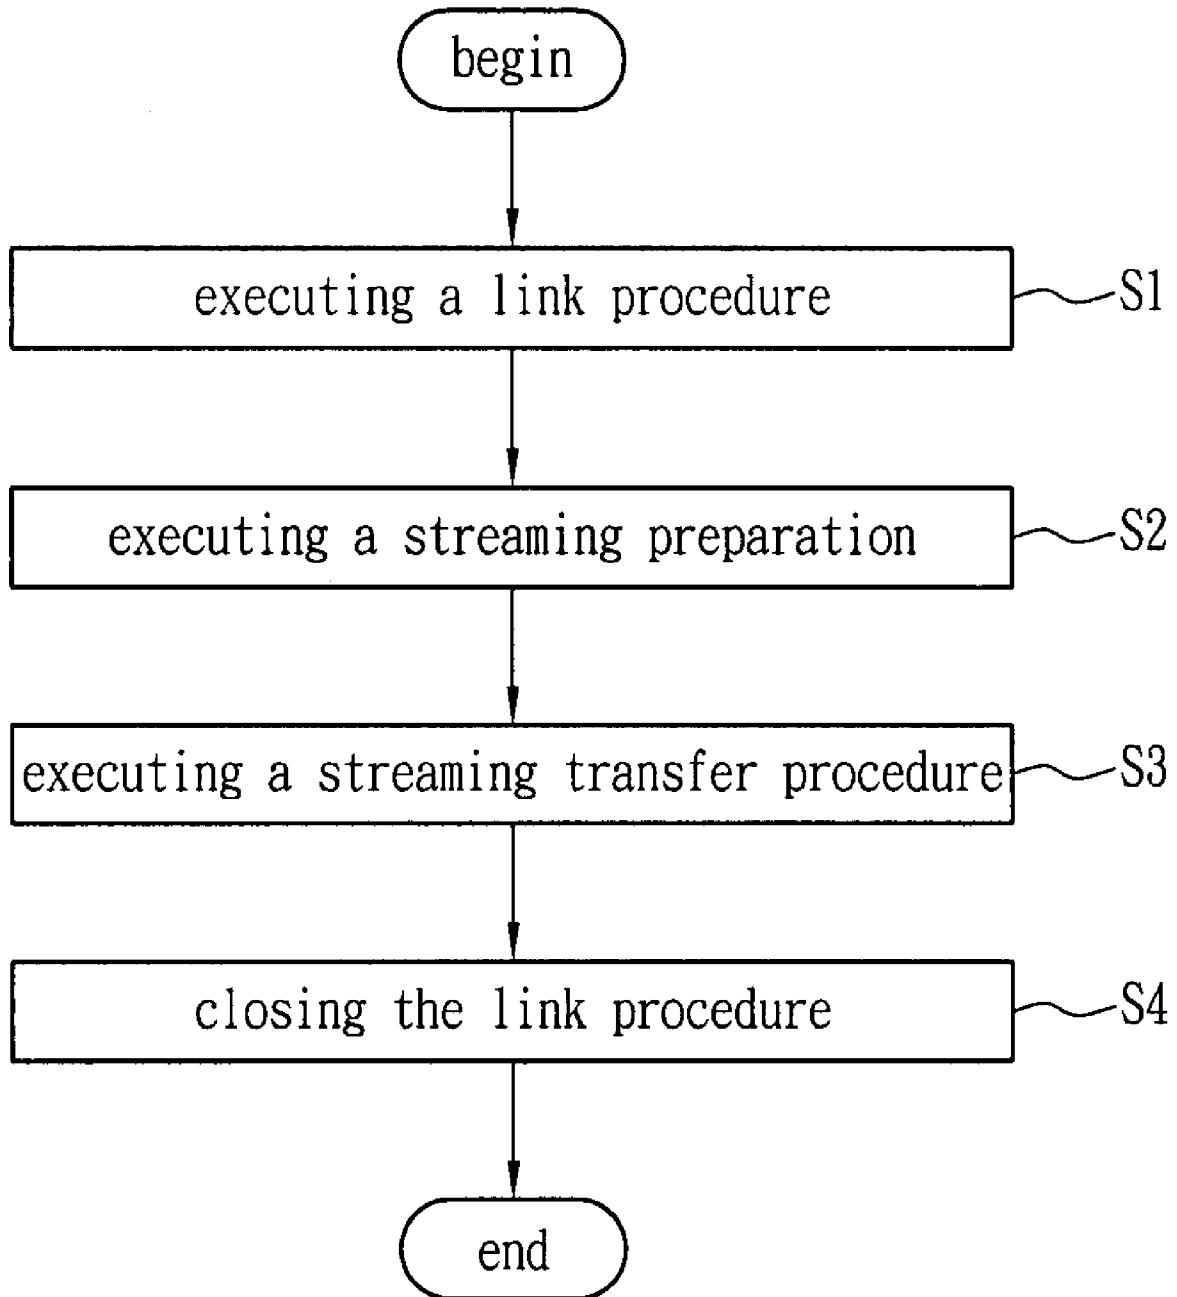 begin
executing a link procedure
S1
executing a streaming preparation
S2
executing a streaming transfer procedure
S3
closing the link procedure
S4
end